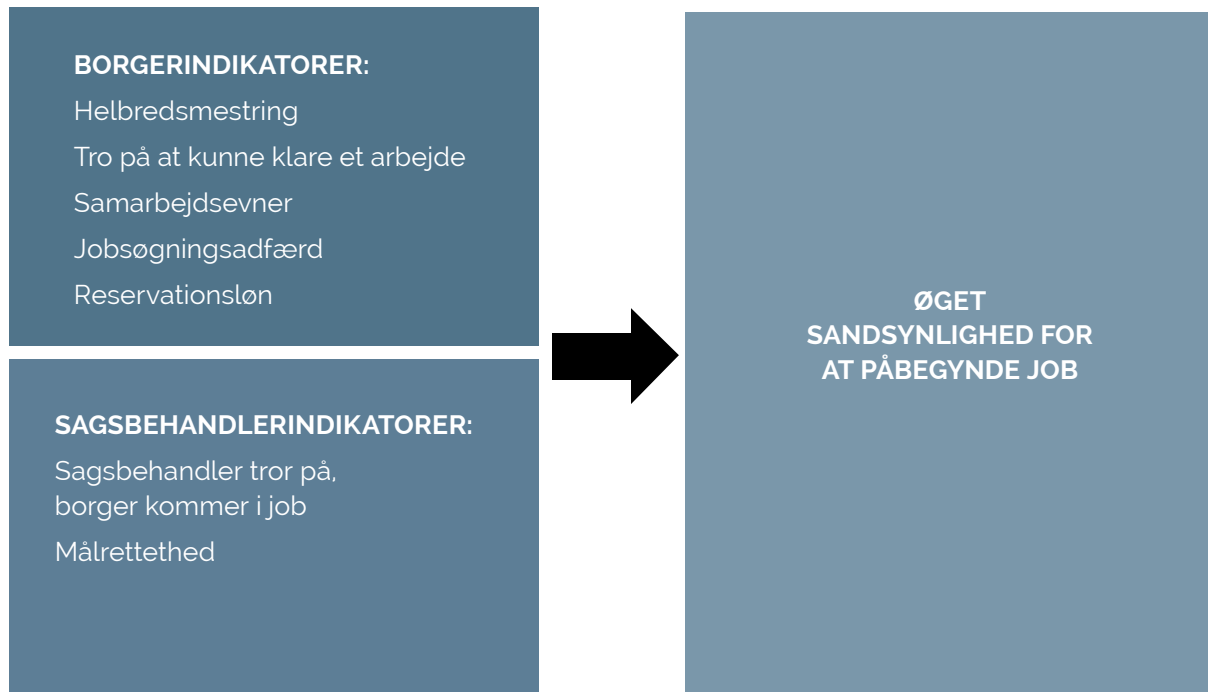 BORGERINDIKATORER:
Helbredsmestring
Tro på at kunne klare et arbejde
Samarbejdsevner
Jobsøgningsadfærd
Reservationsløn
SAGSBEHANDLERINDIKATORER:
Sagsbehandler tror på,
borger kommer i job
Målrettethed
ØGET
SANDSYNLIGHED FOR
AT PÅBEGYNDE JOB